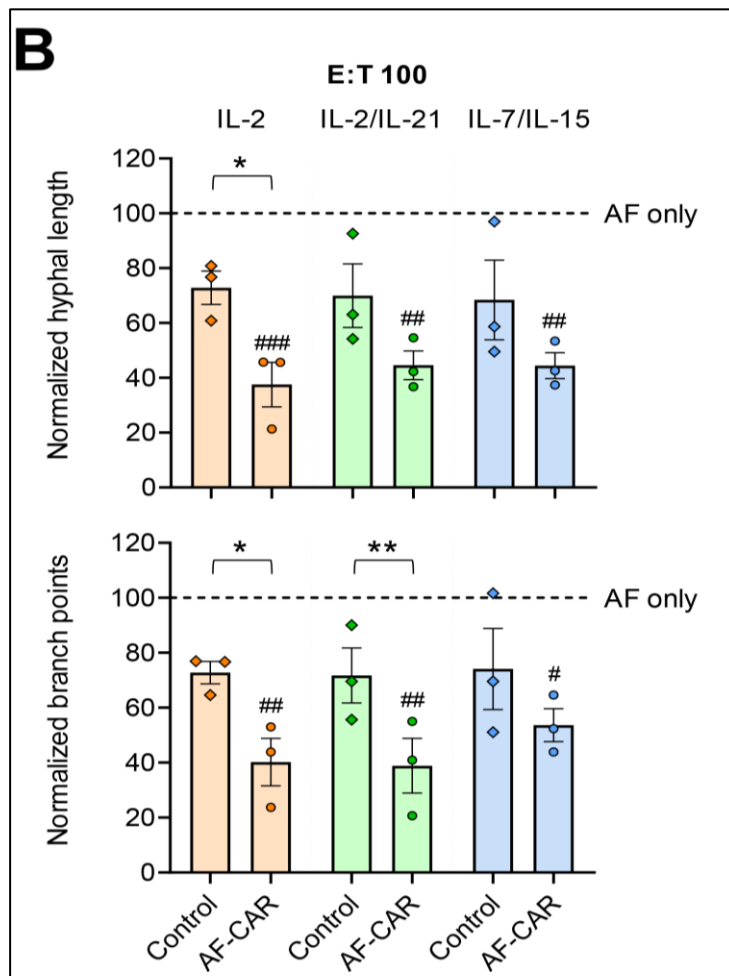 B
E:T 100
IL-2 IL-2/IL-21 IL-7/IL-15
Normalized hyphal length
120
*
100
AF only
80
60
### ## ##
40
20
0
Normalized branch points
120
* **
100
AF only
80
60
## ## #
40
20
0
Control AF-CAR Control AF-CAR Control AF-CAR